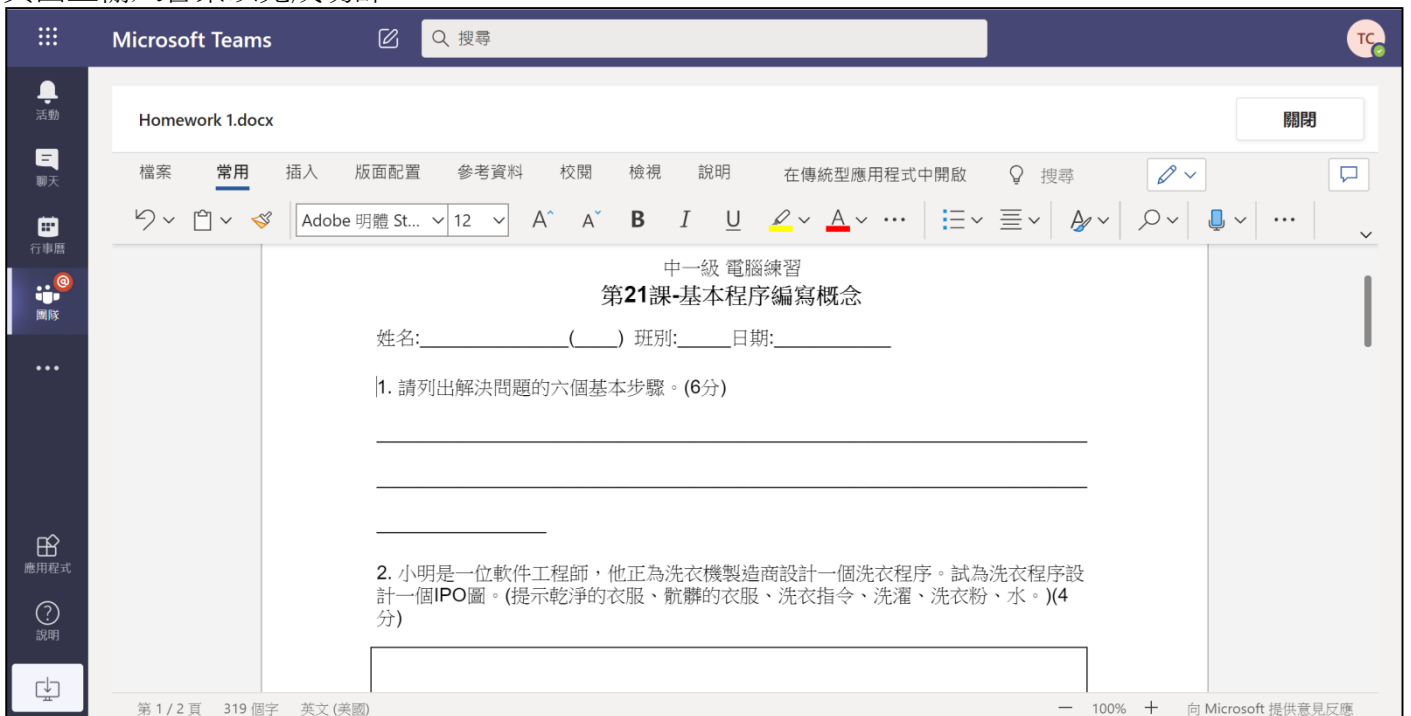 Microsoft Teams
搜尋
TC
活動
聊天
行事曆
團隊
應用程式
說明
Homework 1.docx
關閉
檔案 常用 插入 版面配置 參考資料 校閱 檢視 說明 在傳統型應用程式中開啟 搜尋
Adobe 明體 St... 12 A A B I U A
中一級 電腦練習
第21課-基本程序編寫概念
姓名:________________(____) 班別:_____日期:____________
1. 請列出解決問題的六個基本步驟。(6分)
2. 小明是一位軟件工程師,他正為洗衣機製造商設計一個洗衣程序。試為洗衣程序設
計一個IPO圖。(提示乾淨的衣服、骯髒的衣服、洗衣指令、洗濯、洗衣粉、水。)(4
分)
第 1 / 2 頁 319 個字 英文 (美國) 100% 向 Microsoft 提供意見反應